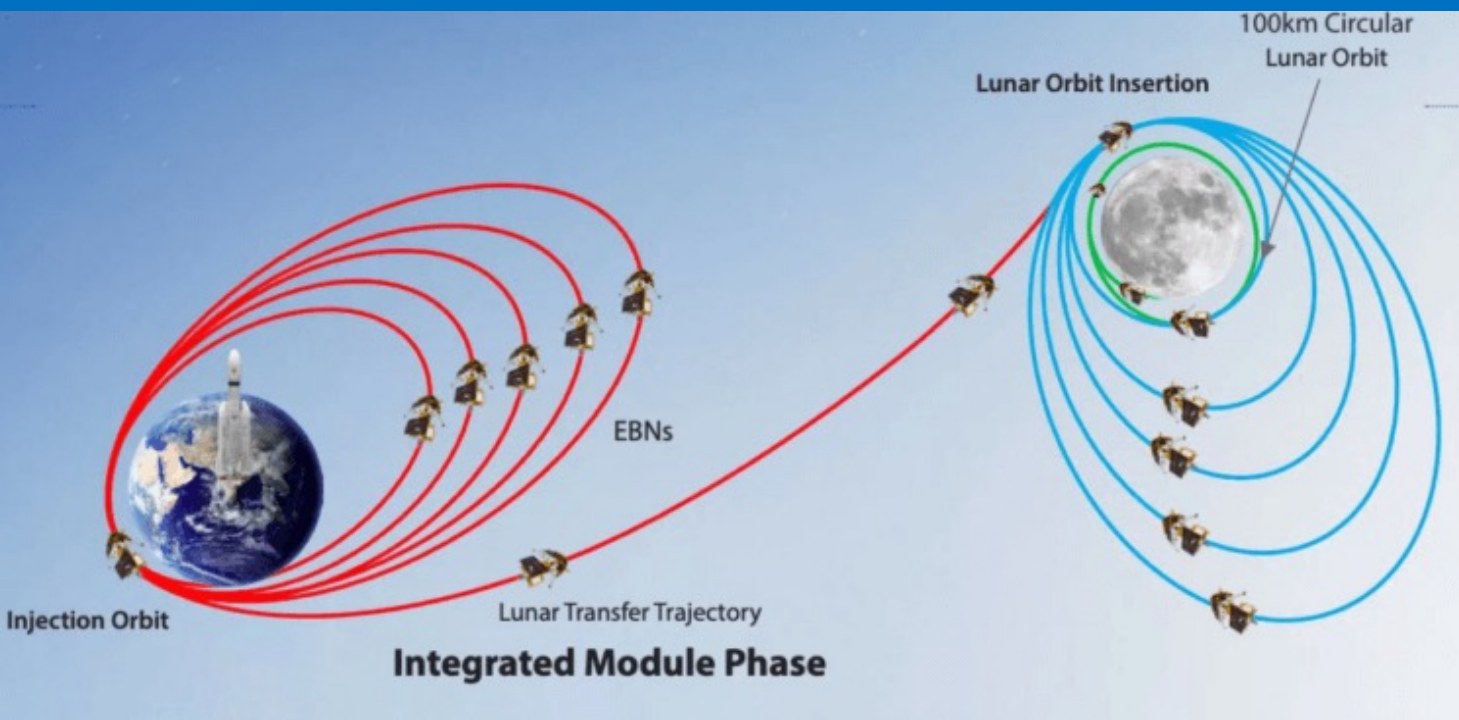 100km Circular
Lunar Orbit
Lunar Orbit Insertion
EBNs
Injection Orbit
Lunar Transfer Trajectory
Integrated Module Phase